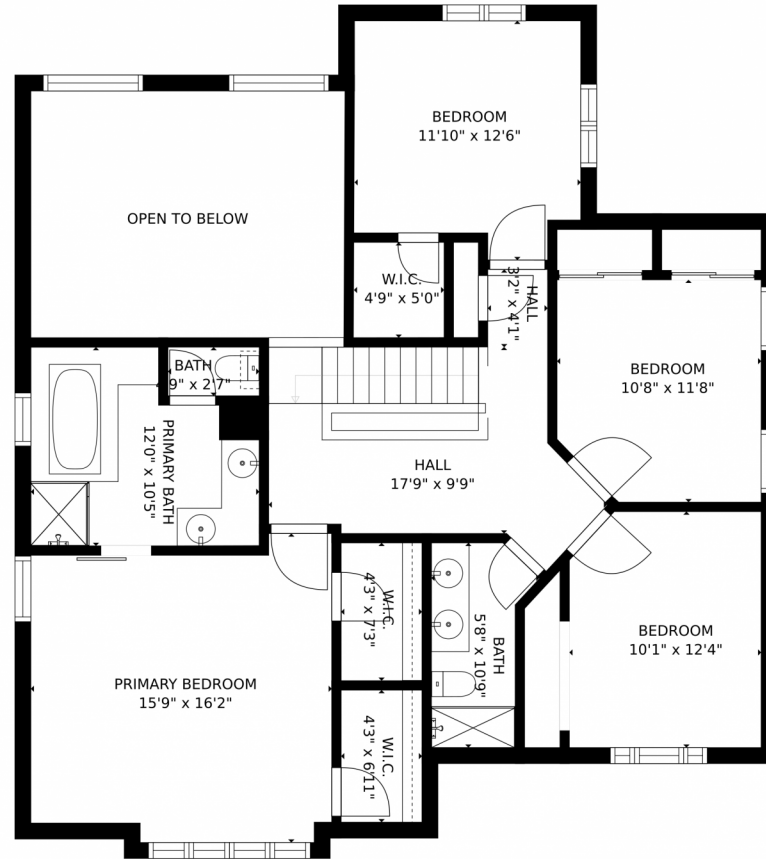 BEDROOM
11'10" x 12'6"
OPEN TO BELOW
W.I.C.
4'9" x 5'0"
HALL
3'2" x 4'1"
BATH
9" x 2'7"
BEDROOM
10'8" x 11'8"
PRIMARY BATH
12'0" x 10'5"
HALL
17'9" x 9'9"
W.I.C.
4'3" x 7'3"
BATH
5'8" x 10'9"
BEDROOM
10'1" x 12'4"
PRIMARY BEDROOM
15'9" x 16'2"
W.I.C.
4'3" x 6'11"